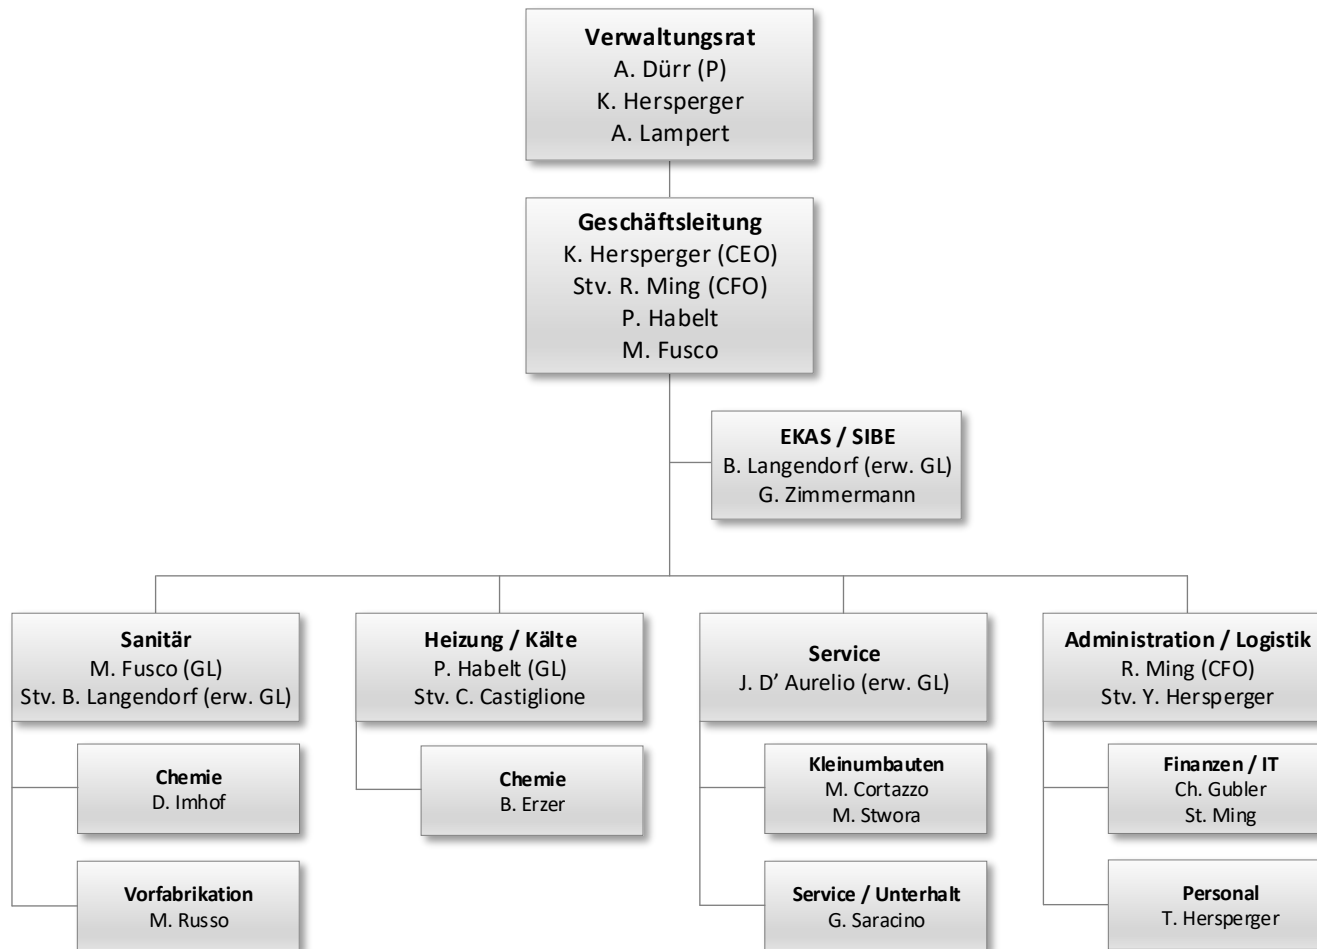 Verwaltungsrat
A. Dürr (P)
K. Hersperger
A. Lampert
Geschäftsleitung
K. Hersperger (CEO)
Stv. R. Ming (CFO)
P. Habelt
M. Fusco
EKAS / SIBE
B. Langendorf (erw. GL)
G. Zimmermann
Sanitär
M. Fusco (GL)
Stv. B. Langendorf (erw. GL)
Chemie
D. Imhof
Vorfabrikation
M. Russo
Heizung / Kälte
P. Habelt (GL)
Stv. C. Castiglione
Chemie
B. Erzer
Service
J. D’ Aurelio (erw. GL)
Kleinumbauten
M. Cortazzo
M. Stwora
Service / Unterhalt
G. Saracino
Administration / Logistik
R. Ming (CFO)
Stv. Y. Hersperger
Finanzen / IT
Ch. Gubler
St. Ming
Personal
T. Hersperger